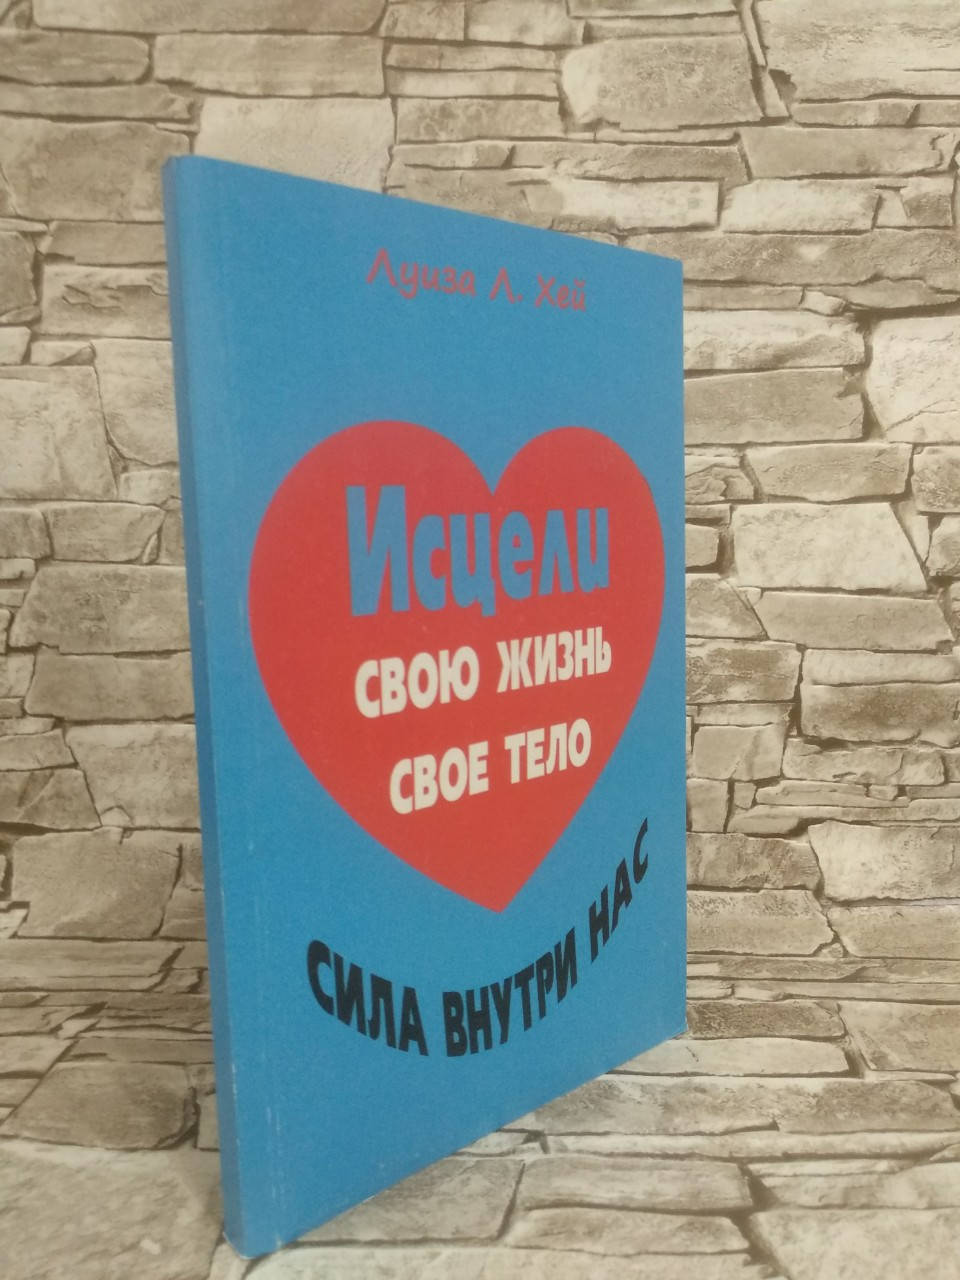 Луиза Л. Хей
Исцели
СВОЮ ЖИЗНЬ
СВОЕ ТЕЛО
СИЛА ВНУТРИ НАС